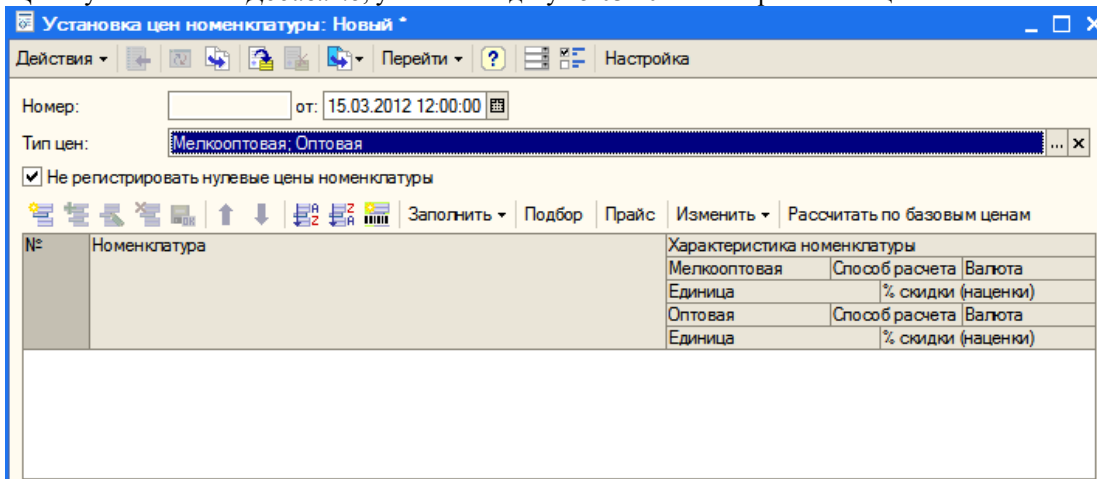 Установка цен номенклатуры: Новый *
Действия Перейти ? Настройка
Номер: от: 15.03.2012 12:00:00
Тип цен: Мелкооптовая; Оптовая ... x
Не регистрировать нулевые цены номенклатуры
Заполнить Подбор Прайс Изменить Рассчитать по базовым ценам
№ Номенклатура Характеристика номенклатуры
Мелкооптовая Способ расчета Валюта
Единица % скидки (наценки)
Оптовая Способ расчета Валюта
Единица % скидки (наценки)